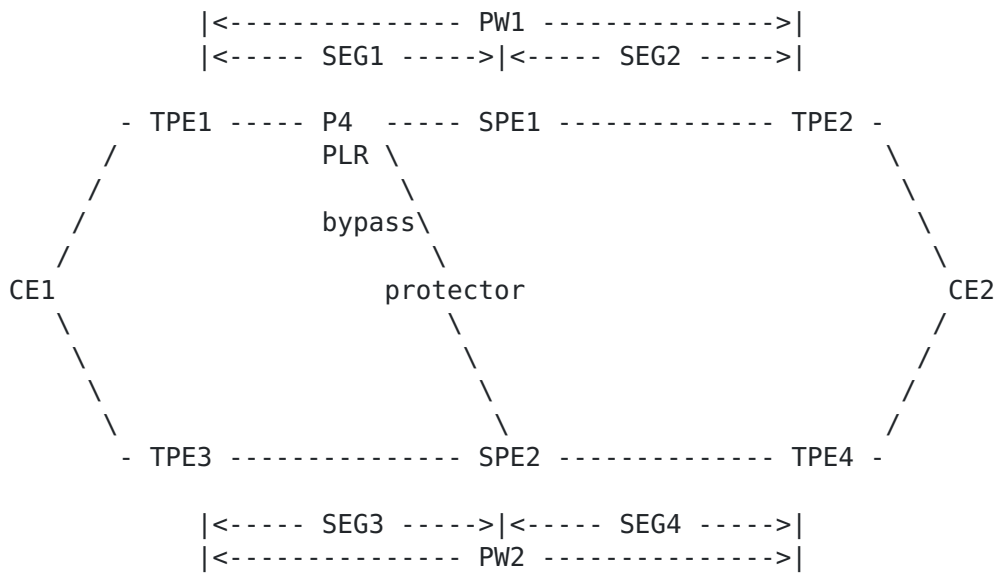 |<--------------- PW1 --------------->|
|<----- SEG1 ----->|<----- SEG2 ----->|
- TPE1 ----- P4 ----- SPE1 -------------- TPE2 -
PLR
bypass
CE1 protector CE2
- TPE3 --------------- SPE2 -------------- TPE4 -
|<----- SEG3 ----->|<----- SEG4 ----->|
|<--------------- PW2 --------------->|